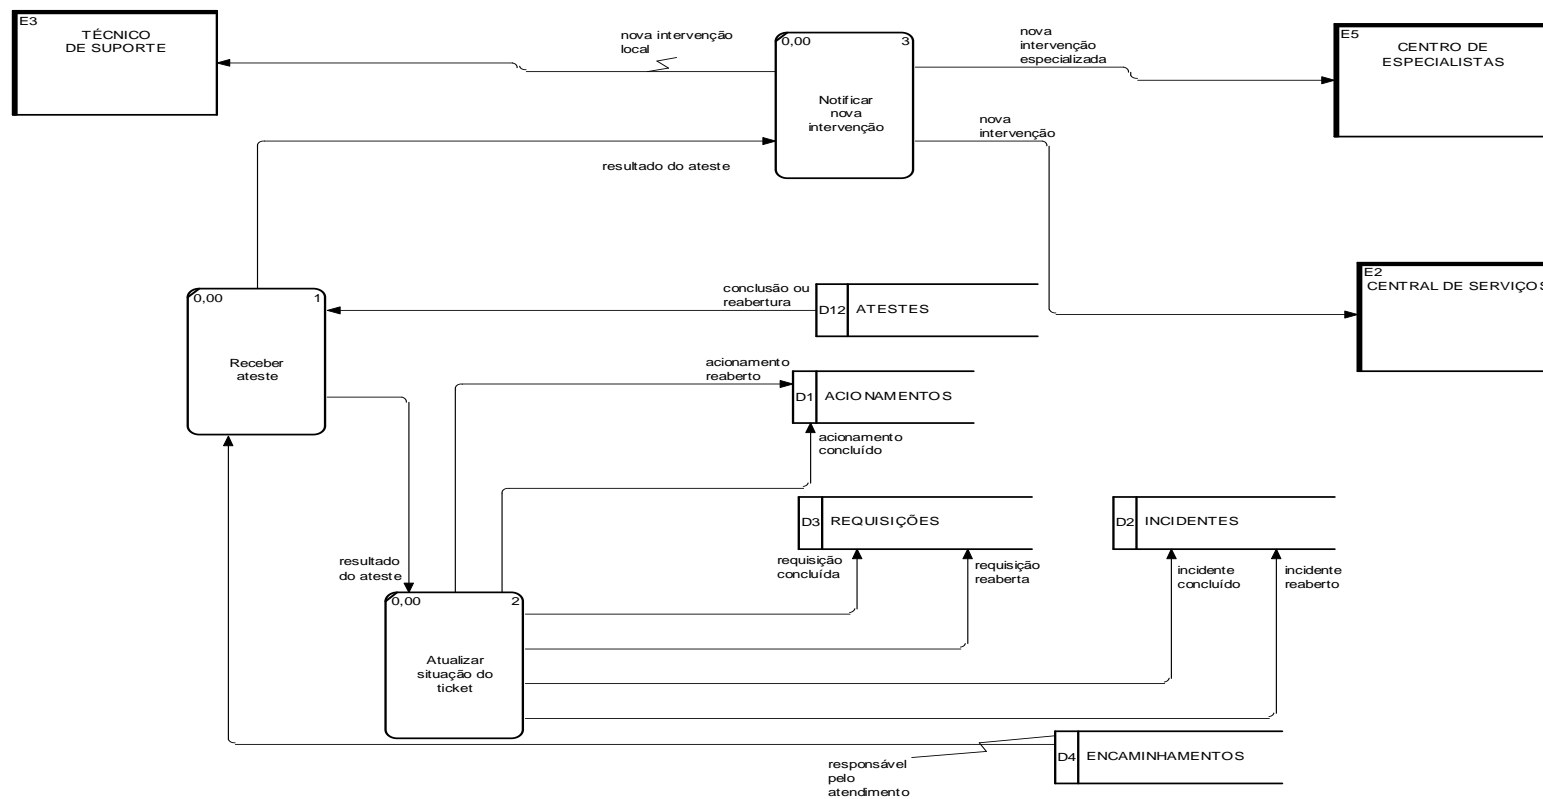 E3
TÉCNICO
DE SUPORTE
nova intervenção
local
0,00 3
Notificar
nova
intervenção
nova
intervenção
especializada
E5
CENTRO DE
ESPECIALISTAS
nova
intervenção
resultado do ateste
E2
CENTRAL DE SERVIÇOS
0,00 1
Receber
ateste
conclusão ou
reabertura
D12 ATESTES
acionamento
reaberto
D1 ACIONAMENTOS
acionamento
concluído
D3 REQUISIÇÕES
D2 INCIDENTES
requisição
concluída
requisição
reaberta
incidente
concluído
incidente
reaberto
resultado
do ateste
0,00 2
Atualizar
situação do
ticket
D4 ENCAMINHAMENTOS
responsável
pelo
atendimento